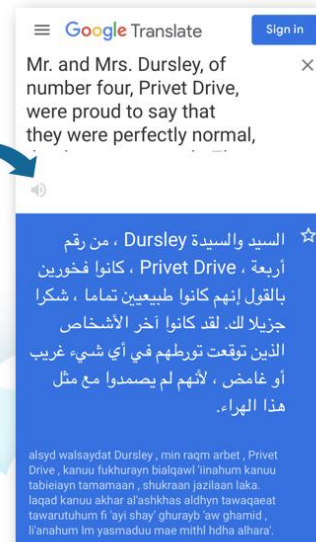 Google Translate
Sign in
Mr. and Mrs. Dursley, of
number four, Privet Drive,
were proud to say that
they were perfectly normal,
السيد والسيدة Dursley ، من رقم
أربعة ، Privet Drive ، كانوا فخورين
بالقول إنهم كانوا طبيعيين تماما ، شكرا
جزيلا لك. لقد كانوا آخر الأشخاص
الذين توقعت تورطهم في أي شيء غريب
أو غامض ، لأنهم لم يصمدوا مع مثل
هذا الهراء.
alsyd walsaydat Dursley , min raqm arbet , Privet
Drive , kanuu fukhurayn bialqawl 'iinahum kanuu
tabieiayn tamamaan , shukraan jazilaan laka.
laqad kanuu akhar al'ashkhas aldhyn tawaqaeat
tawarutuhum fi 'ayi shay' ghurayb 'aw ghamid ,
li'anahum lm yasmaduu mae mithl hdha alhara'.